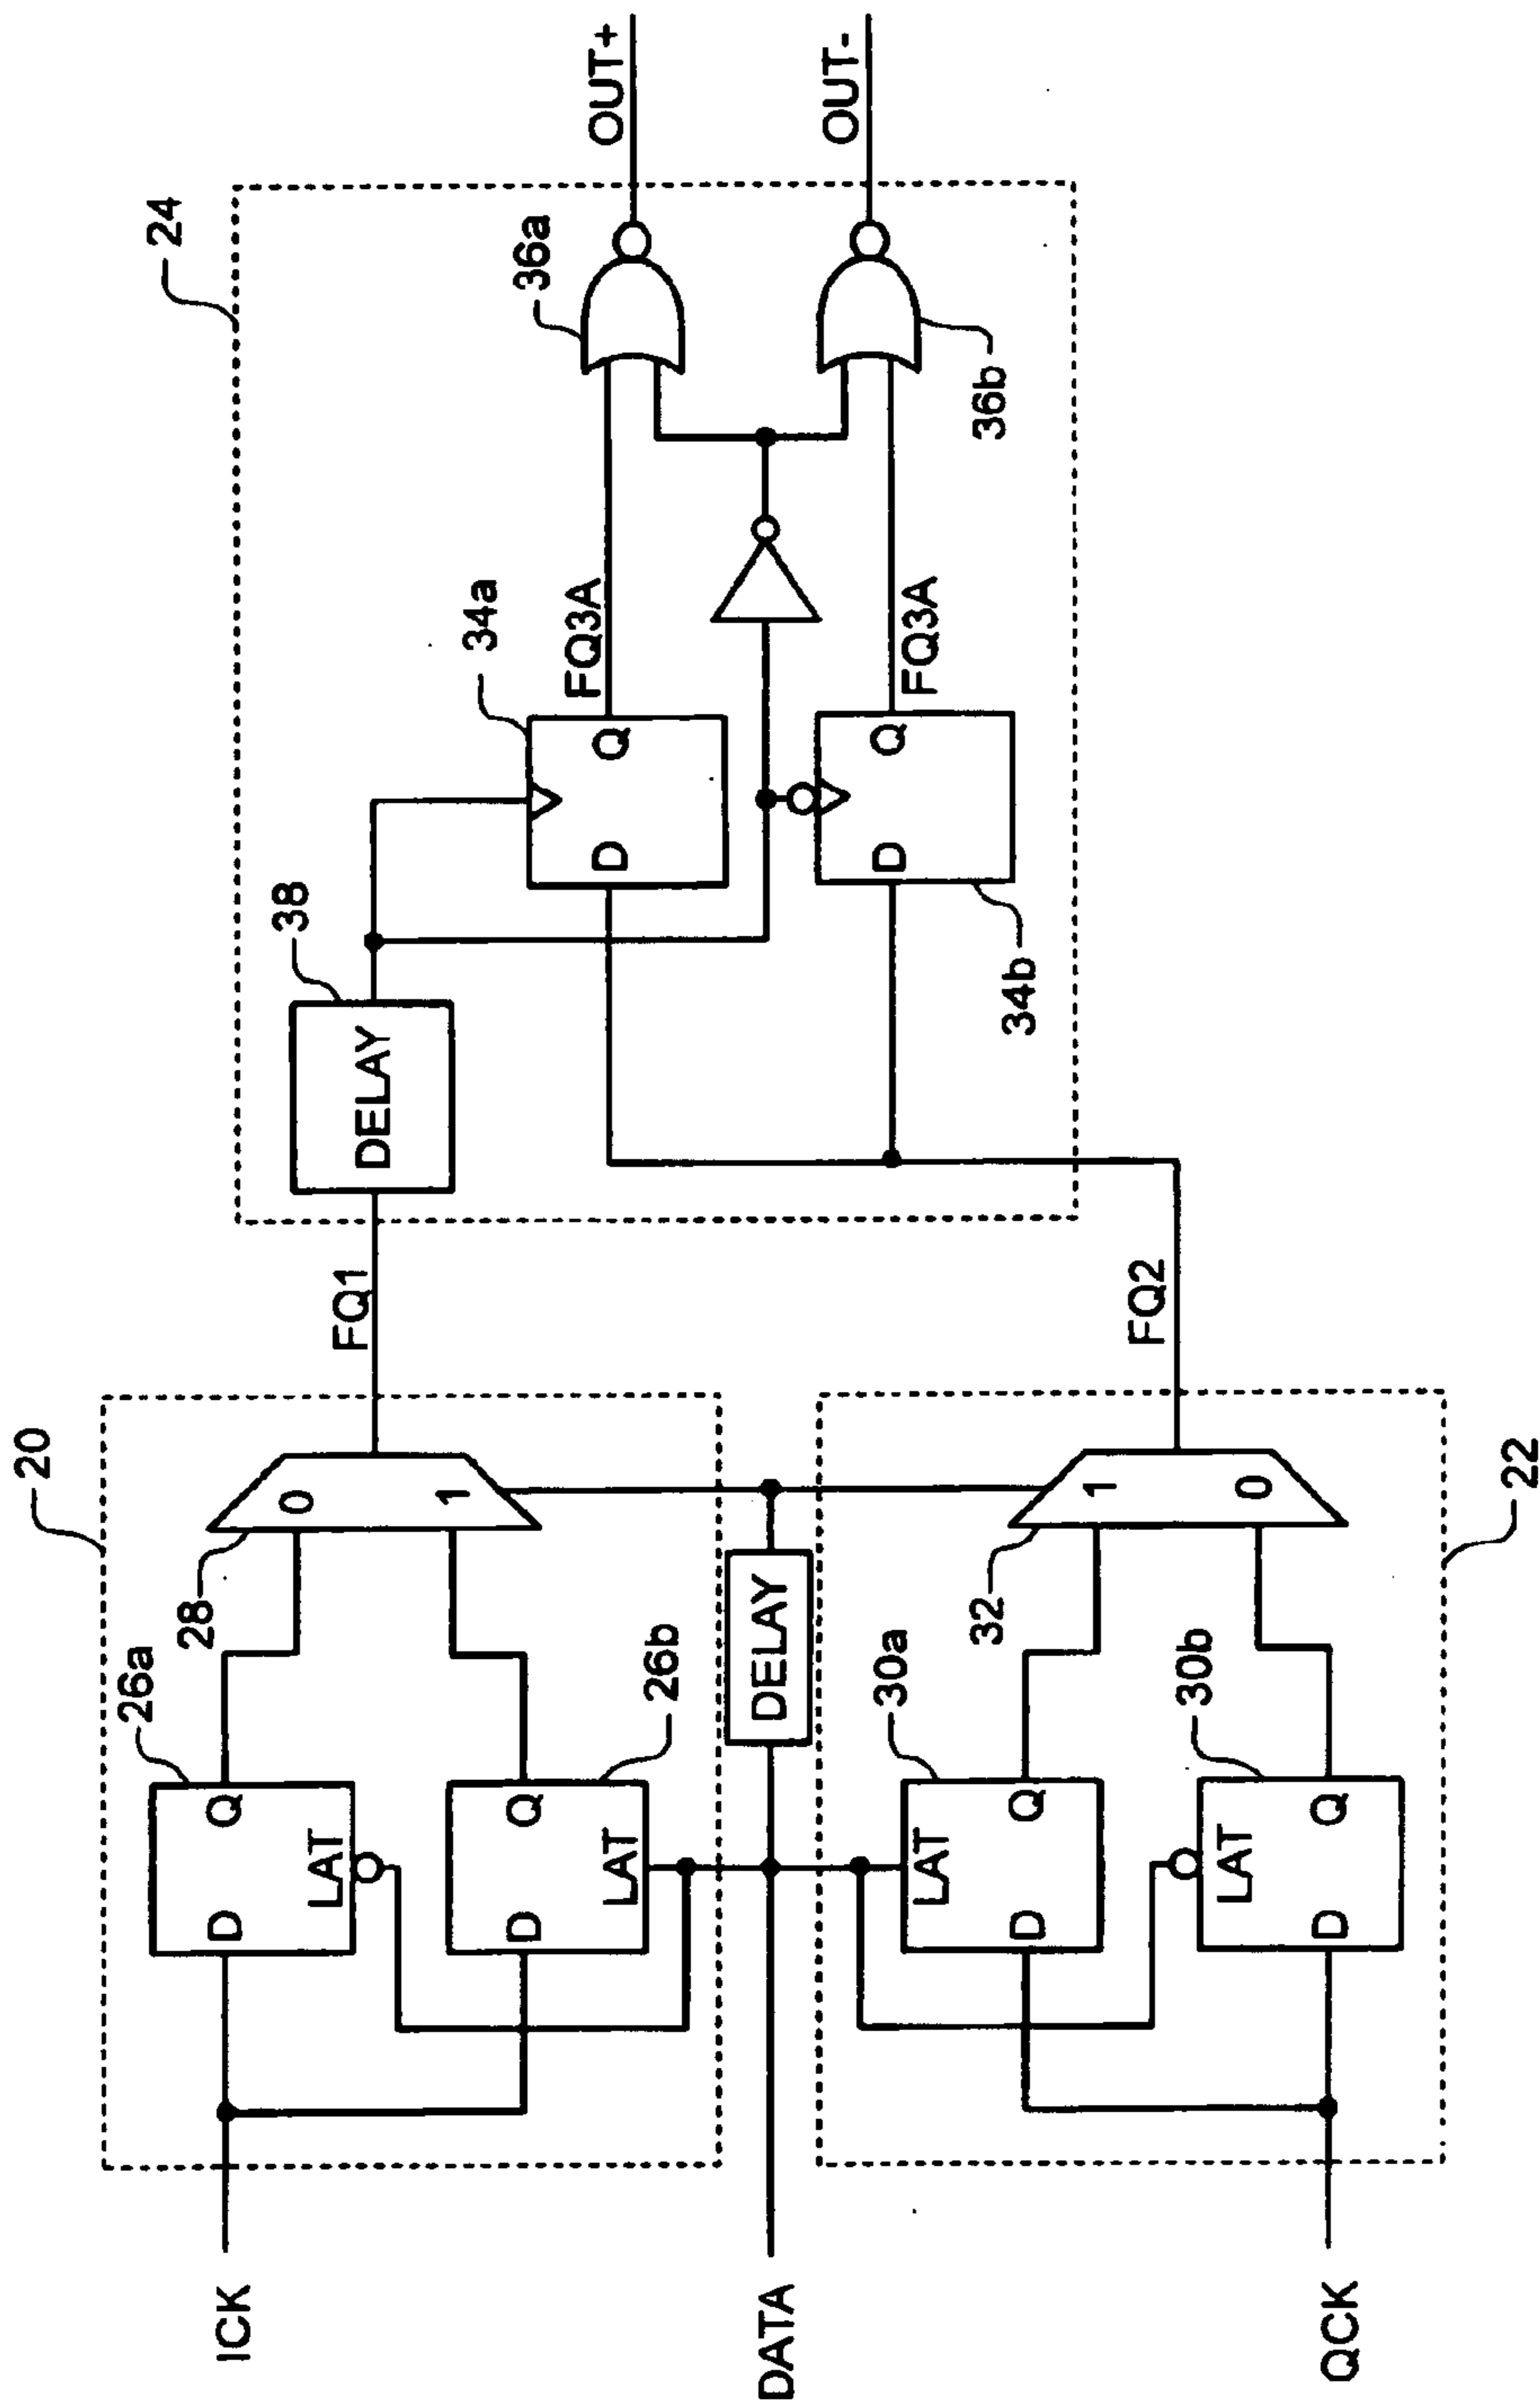 20
ICK
26a
D
Q
LAT
28
0
1
D
Q
LAT
26b
FQ1
24
38
DELAY
34a
D
Q
FQ3A
36a
OUT+
DATA
DELAY
D
Q
34b
FQ3A
36b
OUT-
30a
LAT
D
Q
32
1
0
30b
LAT
D
Q
FQ2
QCK
22